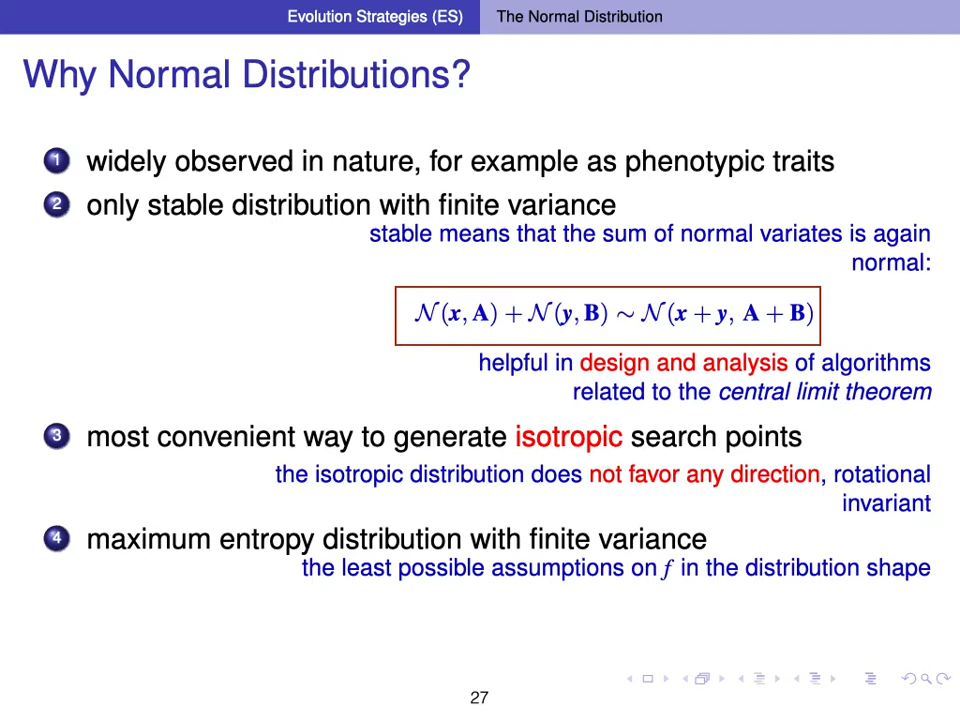 Evolution Strategies (ES) The Normal Distribution
Why Normal Distributions?
1 widely observed in nature, for example as phenotypic traits
2 only stable distribution with finite variance
stable means that the sum of normal variates is again
normal:
𝒩(x, A) + 𝒩(y, B) ∼ 𝒩(x + y, A + B)
helpful in design and analysis of algorithms
related to the central limit theorem
3 most convenient way to generate isotropic search points
the isotropic distribution does not favor any direction, rotational
invariant
4 maximum entropy distribution with finite variance
the least possible assumptions on f in the distribution shape
27